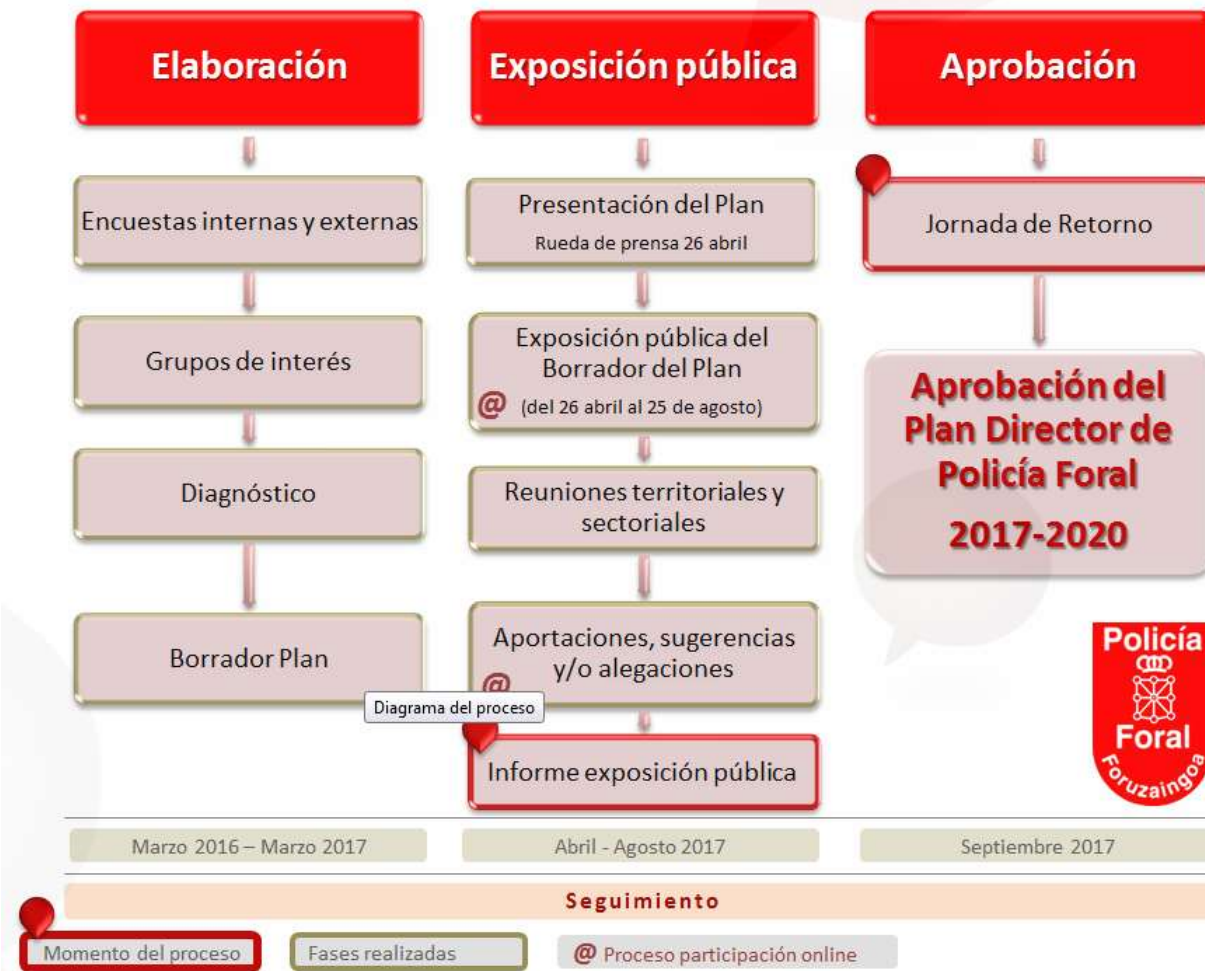 Elaboración
Encuestas internas y externas
Grupos de interés
Diagnóstico
Borrador Plan
Exposición pública
Presentación del Plan
Rueda de prensa 26 abril
Exposición pública del
Borrador del Plan
@ (del 26 abril al 25 de agosto)
Reuniones territoriales y
sectoriales
Aportaciones, sugerencias
y/o alegaciones
@
Diagrama del proceso
Informe exposición pública
Aprobación
Jornada de Retorno
Aprobación del
Plan Director de
Policía Foral
2017-2020
Policía
Foral
Foruzaingoa
Marzo 2016 – Marzo 2017
Abril - Agosto 2017
Septiembre 2017
Seguimiento
Momento del proceso
Fases realizadas
@ Proceso participación online